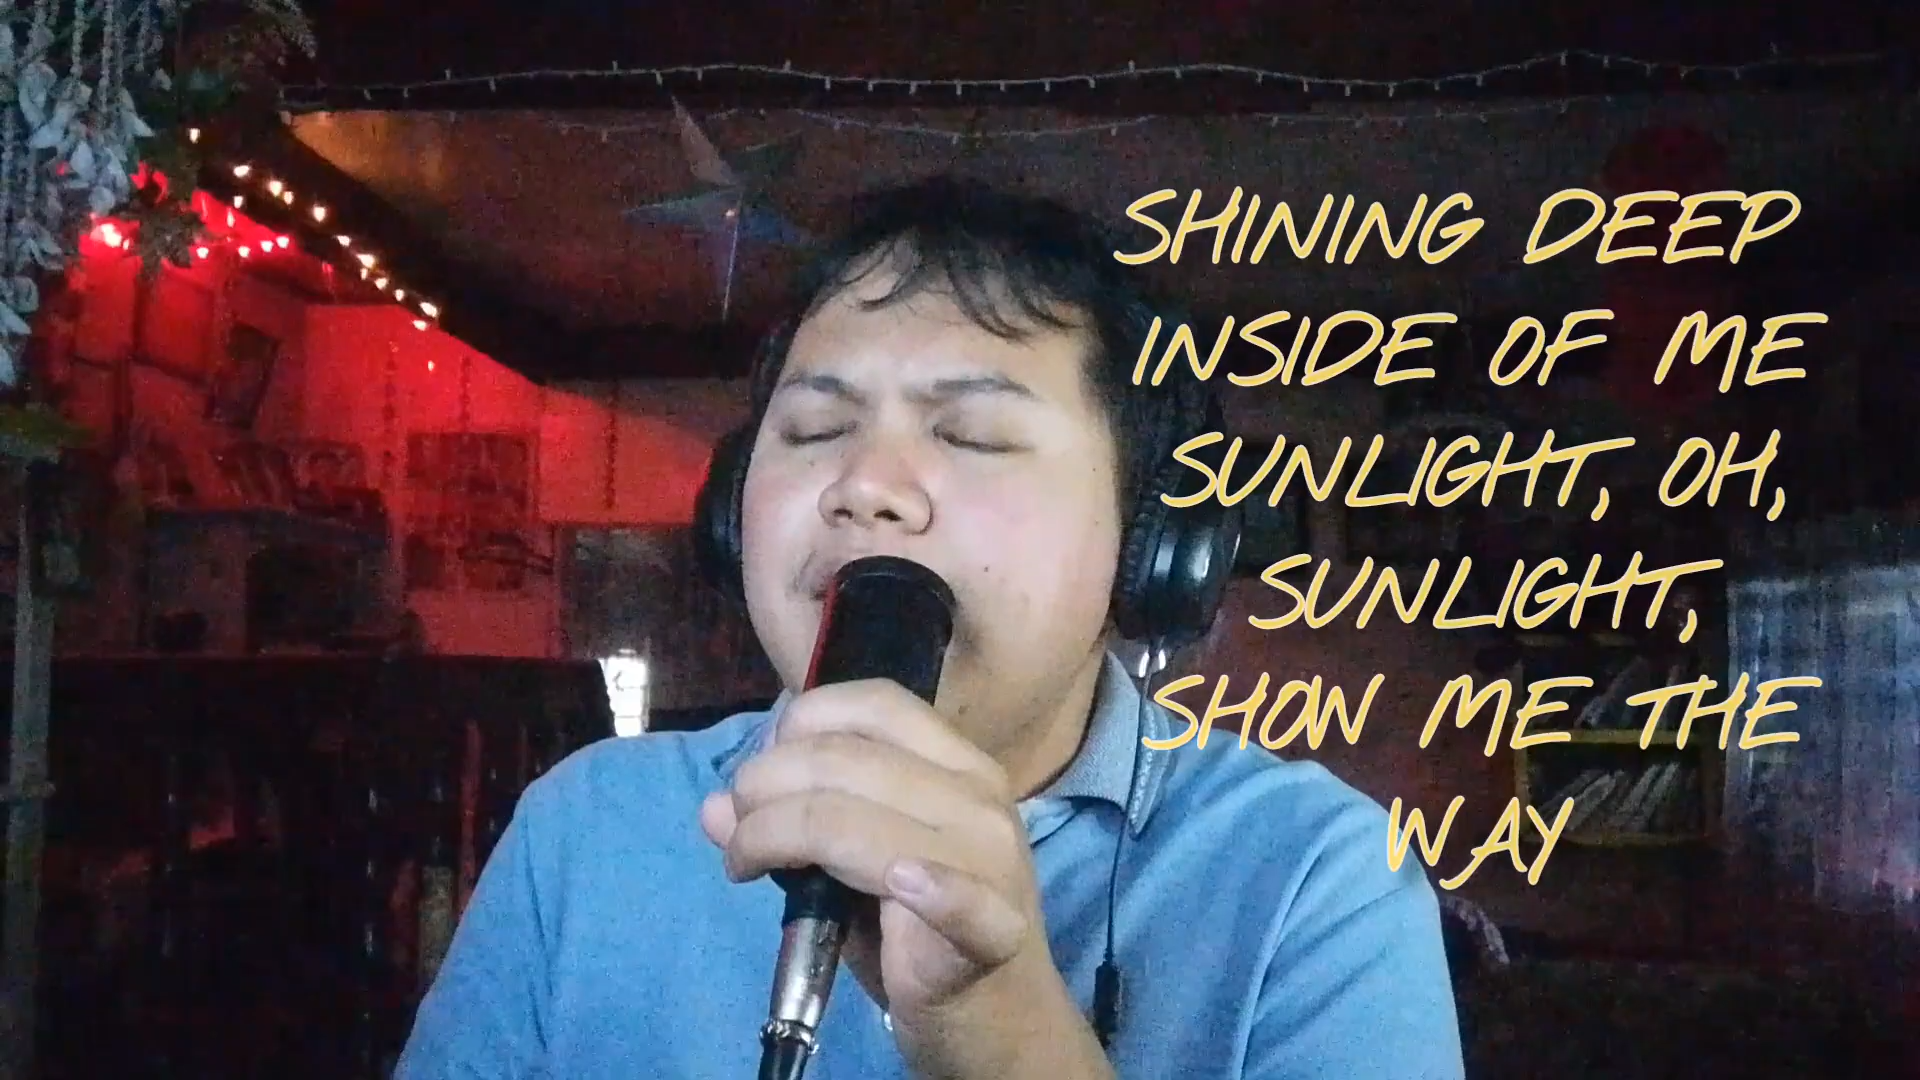 SHINING DEEP
INSIDE OF ME
SUNLIGHT, OH,
SUNLIGHT,
SHOW ME THE
WAY